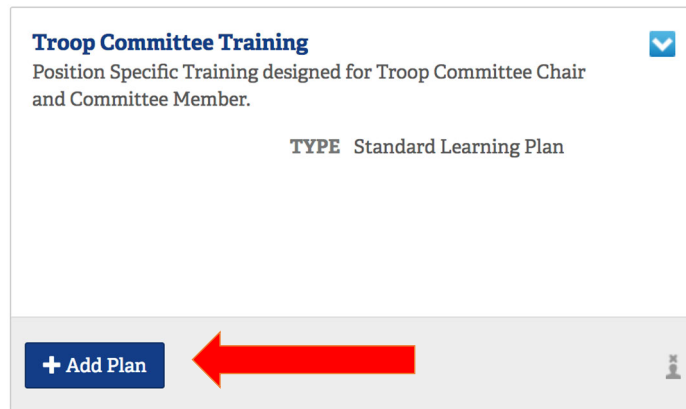 Troop Committee Training
Position Specific Training designed for Troop Committee Chair
and Committee Member.
TYPE Standard Learning Plan
+ Add Plan